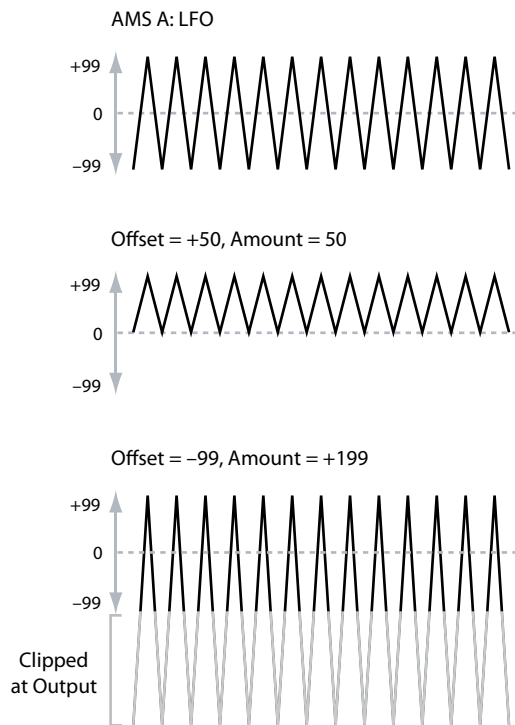 AMS A: LFO
+99
0
–99
Offset = +50, Amount = 50
+99
0
–99
Offset = –99, Amount = +199
+99
0
–99
Clipped
at Output